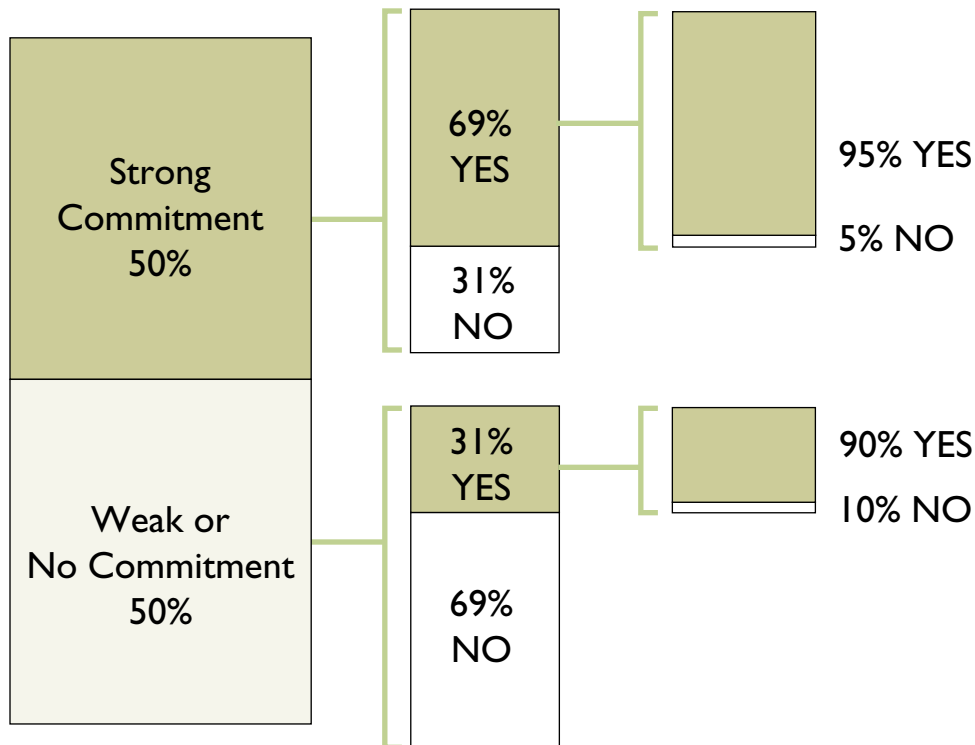 Strong
Commitment
50%
69%
YES
31%
NO
95% YES
5% NO
Weak or
No Commitment
50%
31%
YES
69%
NO
90% YES
10% NO